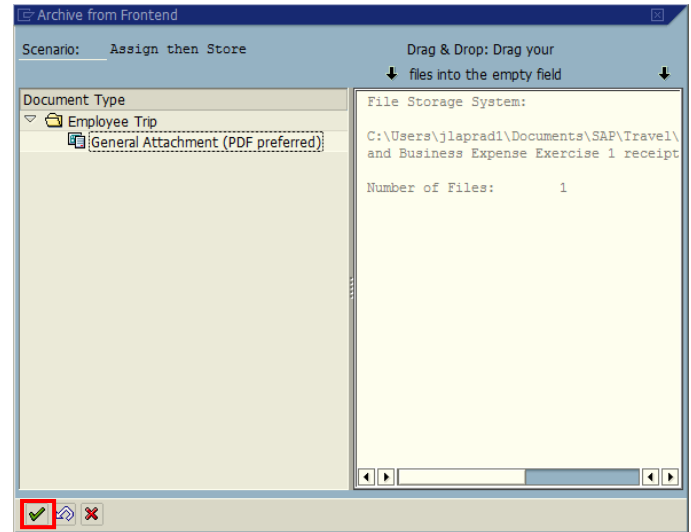 Archive from Frontend
Scenario: Assign then Store
Drag & Drop: Drag your
files into the empty field
Document Type
Employee Trip
General Attachment (PDF preferred)
File Storage System:
C:\Users\jlaprad1\Documents\SAP\Travel\
and Business Expense Exercise 1 receipt
Number of Files: 1